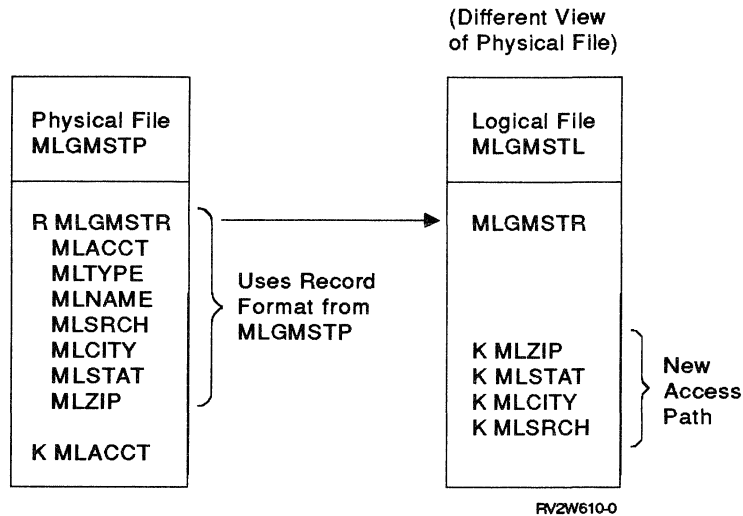 (Different View
of Physical File)
Physical File
MLGMSTP
Logical File
MLGMSTL
R MLGMSTR
MLACCT
MLTYPE
MLNAME
MLSRCH
MLCITY
MLSTAT
MLZIP
K MLACCT
Uses Record
Format from
MLGMSTP
MLGMSTR
K MLZIP
K MLSTAT
K MLCITY
K MLSRCH
New
Access
Path
RV2W610-0